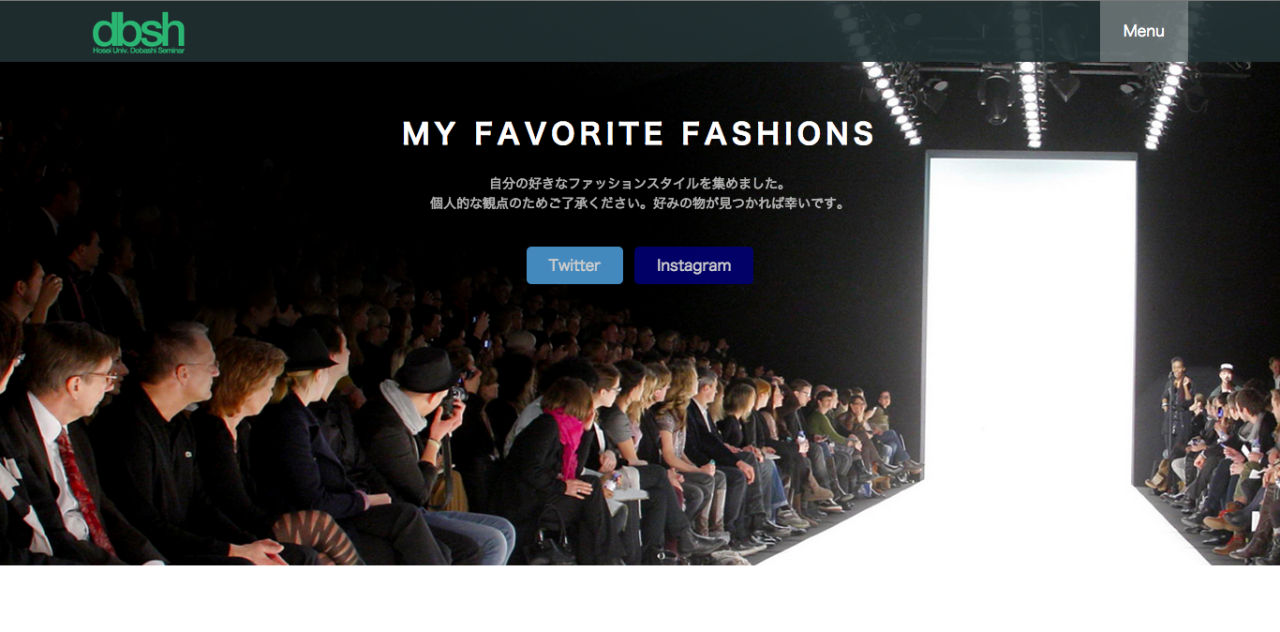 dbsh
Hosei Univ. Dobashi Seminar
Menu
MY FAVORITE FASHIONS
自分の好きなファッションスタイルを集めました。
個人的な観点のためご了承ください。好みの物が見つかれば幸いです。
Twitter
Instagram